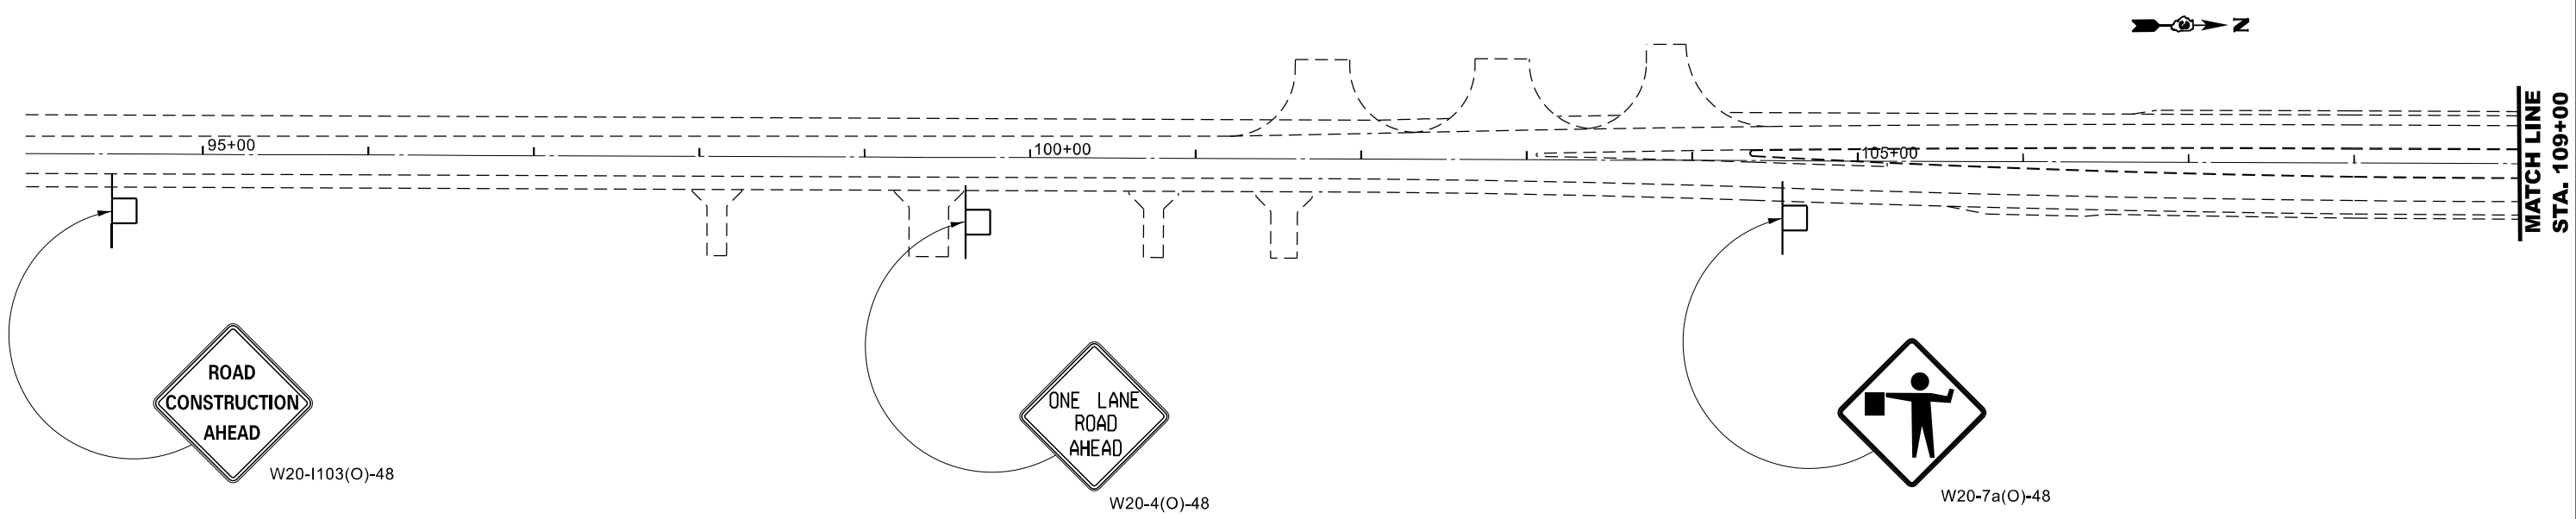 N
95+00
100+00
105+00
MATCH LINE
STA. 109+00
ROAD
CONSTRUCTION
AHEAD
W20-I103(O)-48
ONE LANE
ROAD
AHEAD
W20-4(O)-48
W20-7a(O)-48